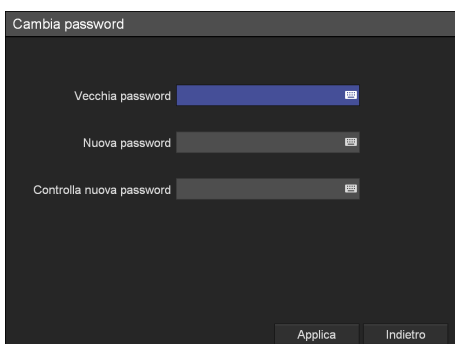 Cambia password
Vecchia password
Nuova password
Controlla nuova password
Applica Indietro